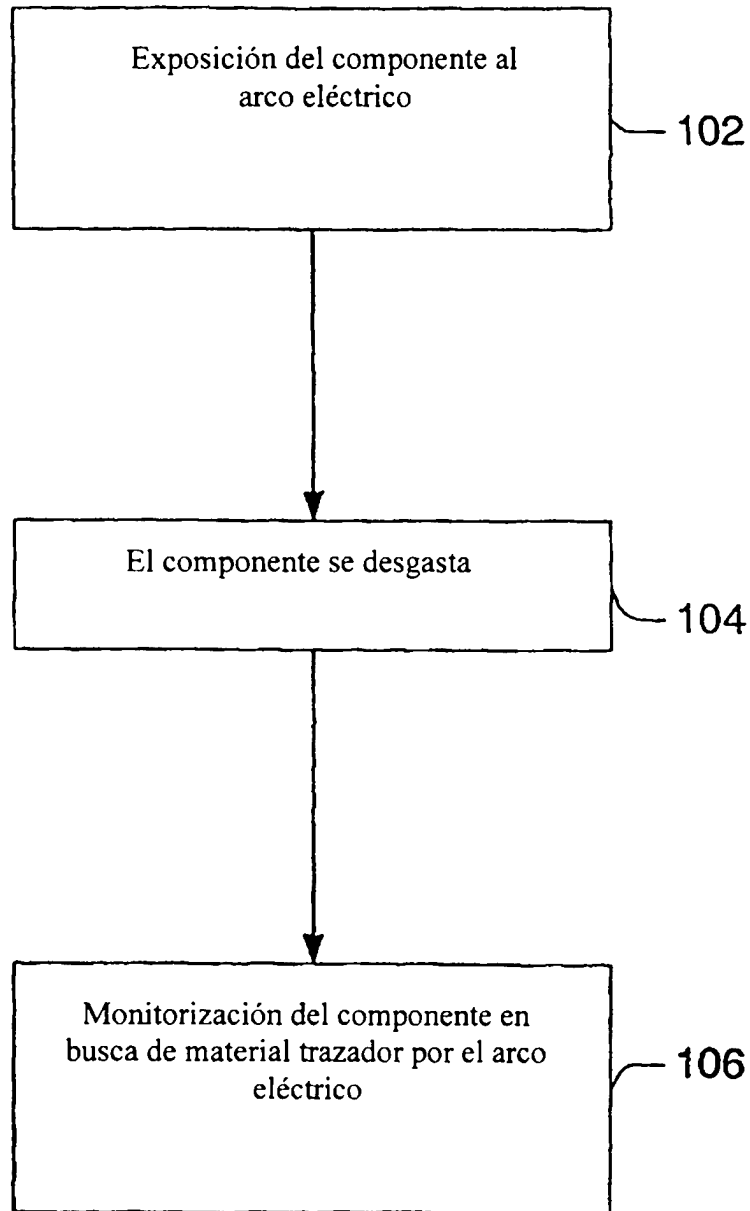 Exposición del componente al
arco eléctrico
102
El componente se desgasta
104
Monitorización del componente en
busca de material trazador por el arco
eléctrico
106